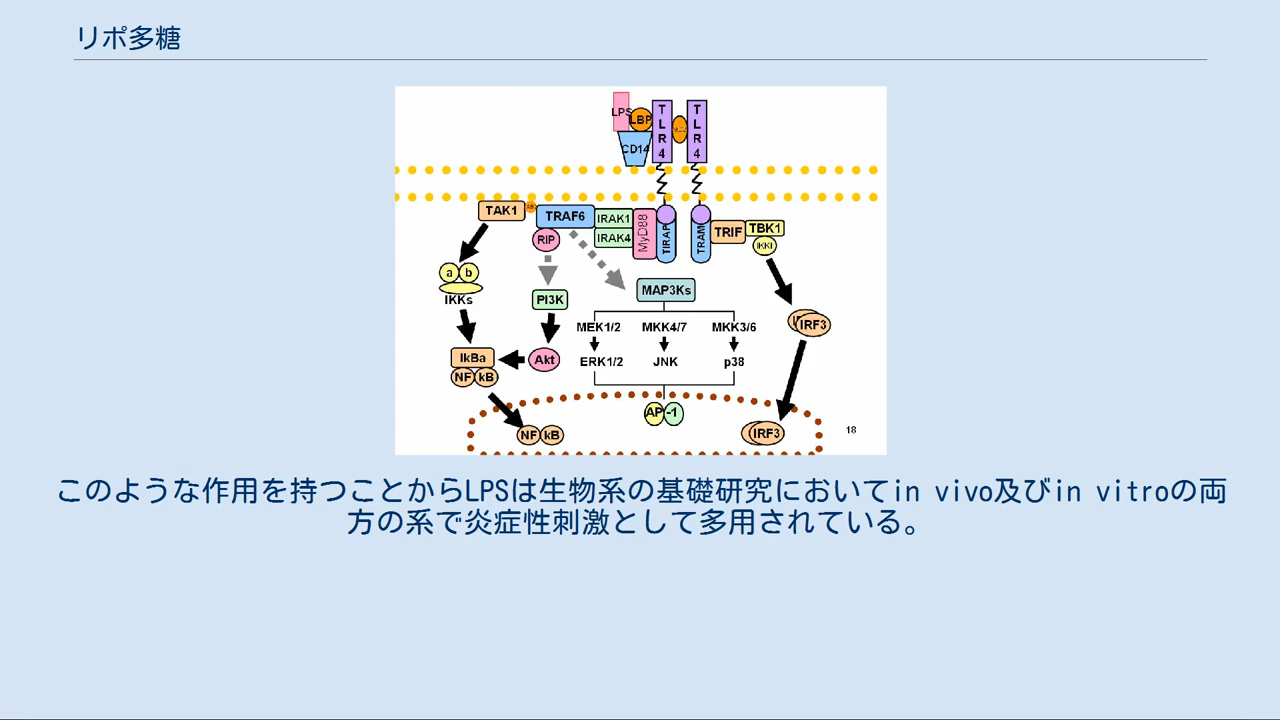 リポ多糖
LPS
LBP
CD14
TLR4
TLR4
TAK1
TRAF6
IRAK1
IRAK4
MyD88
TIRAP
TRAM
TRIF
TBK1
IKKi
RIP
a b
IKKs
PI3K
MAP3Ks
MEK1/2 MKK4/7 MKK3/6
IRF3
IkBa
NF kB
Akt
ERK1/2 JNK p38
AP -1
NF kB
IRF3
18
このような作用を持つことからLPSは生物系の基礎研究においてin vivo及びin vitroの両
方の系で炎症性刺激として多用されている。